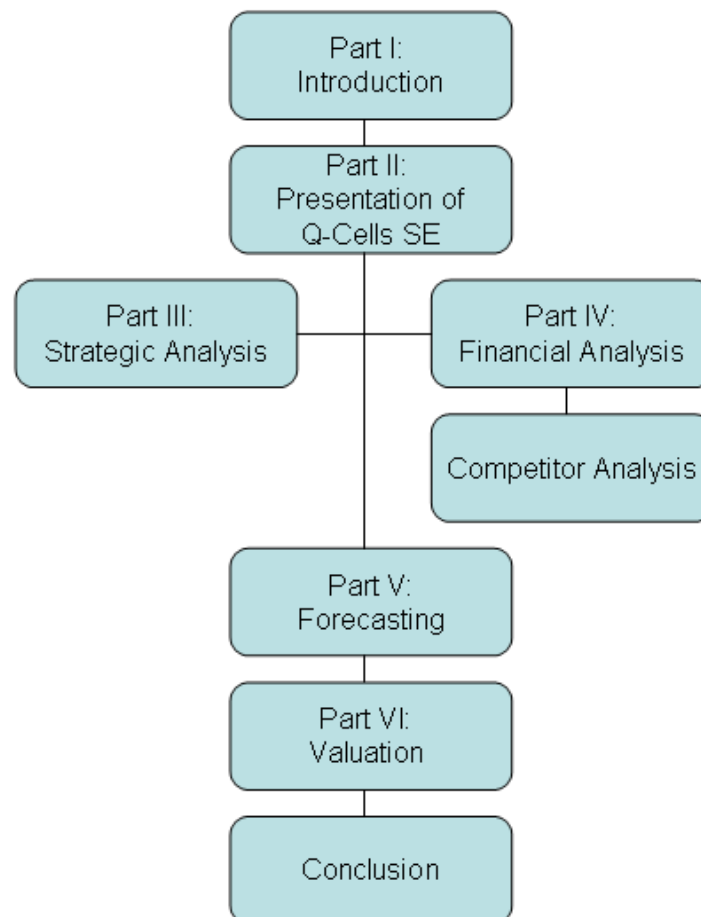 Part I:
Introduction
Part II:
Presentation of
Q-Cells SE
Part III:
Strategic Analysis
Part IV:
Financial Analysis
Competitor Analysis
Part V:
Forecasting
Part VI:
Valuation
Conclusion